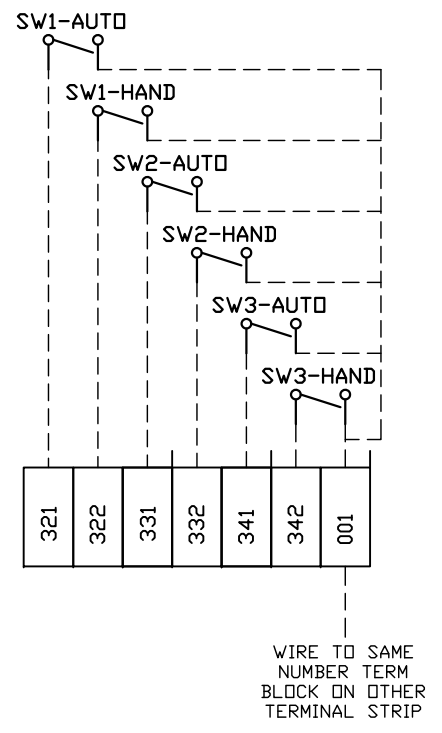 SW1-AUTO
SW1-HAND
SW2-AUTO
SW2-HAND
SW3-AUTO
SW3-HAND
321
322
331
332
341
342
001
WIRE TO SAME
NUMBER TERM
BLOCK ON OTHER
TERMINAL STRIP